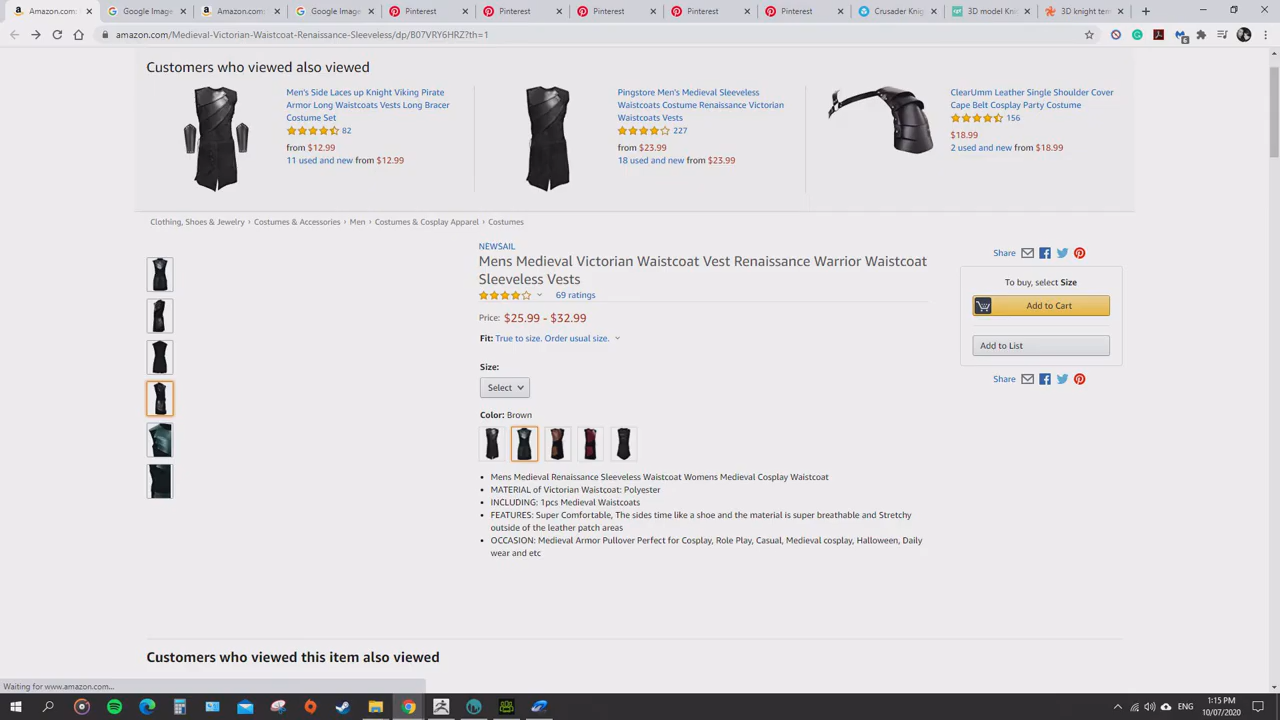 Amazon.com:
Google Image
Amazon.com:
Google Image
Pinterest
Pinterest
Pinterest
Pinterest
Pinterest
Crusader Knig
3D model Kni
3D knight tem
amazon.com/Medieval-Victorian-Waistcoat-Renaissance-Sleeveless/dp/B07VRY6HRZ?th=1
6
Customers who viewed also viewed
Men's Side Laces up Knight Viking Pirate
Armor Long Waistcoats Vests Long Bracer
Costume Set
82
from $12.99
11 used and new from $12.99
Pingstore Men's Medieval Sleeveless
Waistcoats Costume Renaissance Victorian
Waistcoats Vests
227
from $23.99
18 used and new from $23.99
ClearUmm Leather Single Shoulder Cover
Cape Belt Cosplay Party Costume
156
$18.99
2 used and new from $18.99
Clothing, Shoes & Jewelry › Costumes & Accessories › Men › Costumes & Cosplay Apparel › Costumes
NEWSAIL
Mens Medieval Victorian Waistcoat Vest Renaissance Warrior Waistcoat
Sleeveless Vests
69 ratings
Price: $25.99 - $32.99
Fit: True to size. Order usual size.
Size:
Select
Color: Brown
• Mens Medieval Renaissance Sleeveless Waistcoat Womens Medieval Cosplay Waistcoat
• MATERIAL of Victorian Waistcoat: Polyester
• INCLUDING: 1pcs Medieval Waistcoats
• FEATURES: Super Comfortable, The sides time like a shoe and the material is super breathable and Stretchy
outside of the leather patch areas
• OCCASION: Medieval Armor Pullover Perfect for Cosplay, Role Play, Casual, Medieval cosplay, Halloween, Daily
wear and etc
Share
To buy, select Size
Add to Cart
Add to List
Share
Customers who viewed this item also viewed
Waiting for www.amazon.com...
ENG
1:15 PM
10/07/2020